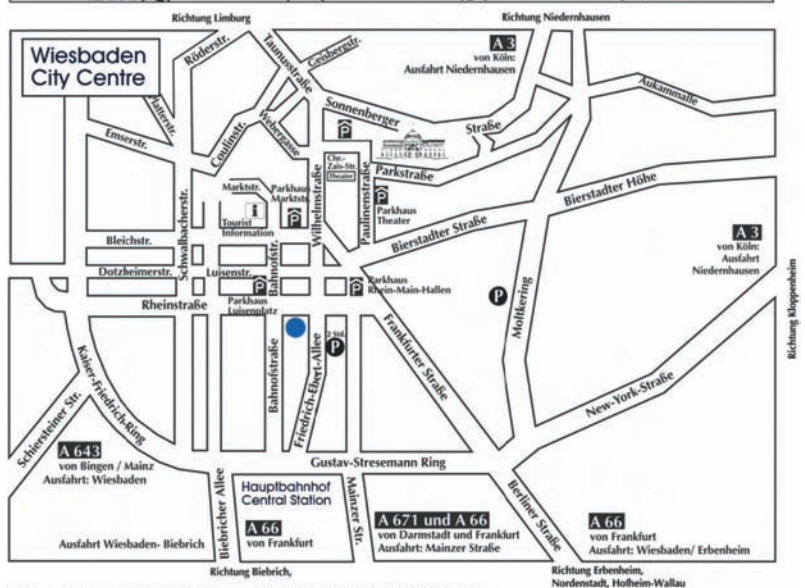 Richtung Limburg
Richtung Niedernhausen
Wiesbaden
City Centre
Röderstr.
Taunusstraße
Geisbergstr.
A 3
von Köln:
Ausfahrt Niedernhausen
Platterstr.
Emserstr.
Coulinstr.
Webergasse
Sonnenberger
Straße
Aukammalle
P
Chr.-
Zais-Str.
Theater
Parkstraße
Marktstr.
Parkhaus
Marktstr.
P
i
Tourist
Information
Wilhelmstraße
Paulinenstraße
P
Parkhaus
Theater
Bierstadter Straße
Bierstadter Höhe
A 3
von Köln:
Ausfahrt
Niedernhausen
Schwalbacherstr.
Bleichstr.
Dotzheimerstr.
Luisenstr.
Bahnofstr.
P
P
Parkhaus
Rhein-Main-Hallen
Rheinstraße
Parkhaus
Luisenplatz
P
Moltkering
Richtung Kloppenheim
Kaiser-Friedrich-Ring
Bahnofstraße
Friedrich-Ebert-Allee
2 Std.
P
Frankfurter Straße
New-York-Straße
Schiersteiner Str.
A 643
von Bingen / Mainz
Ausfahrt: Wiesbaden
Gustav-Stresemann Ring
Biebricher Allee
Hauptbahnhof
Central Station
A 66
von Frankfurt
Mainzer Str.
A 671 und A 66
von Darmstadt und Frankfurt
Ausfahrt: Mainzer Straße
Berliner Straße
A 66
von Frankfurt
Ausfahrt: Wiesbaden/ Erbenheim
Ausfahrt Wiesbaden- Biebrich
Richtung Biebrich,
Richtung Erbenheim,
Nordenstadt, Hofheim-Wallau